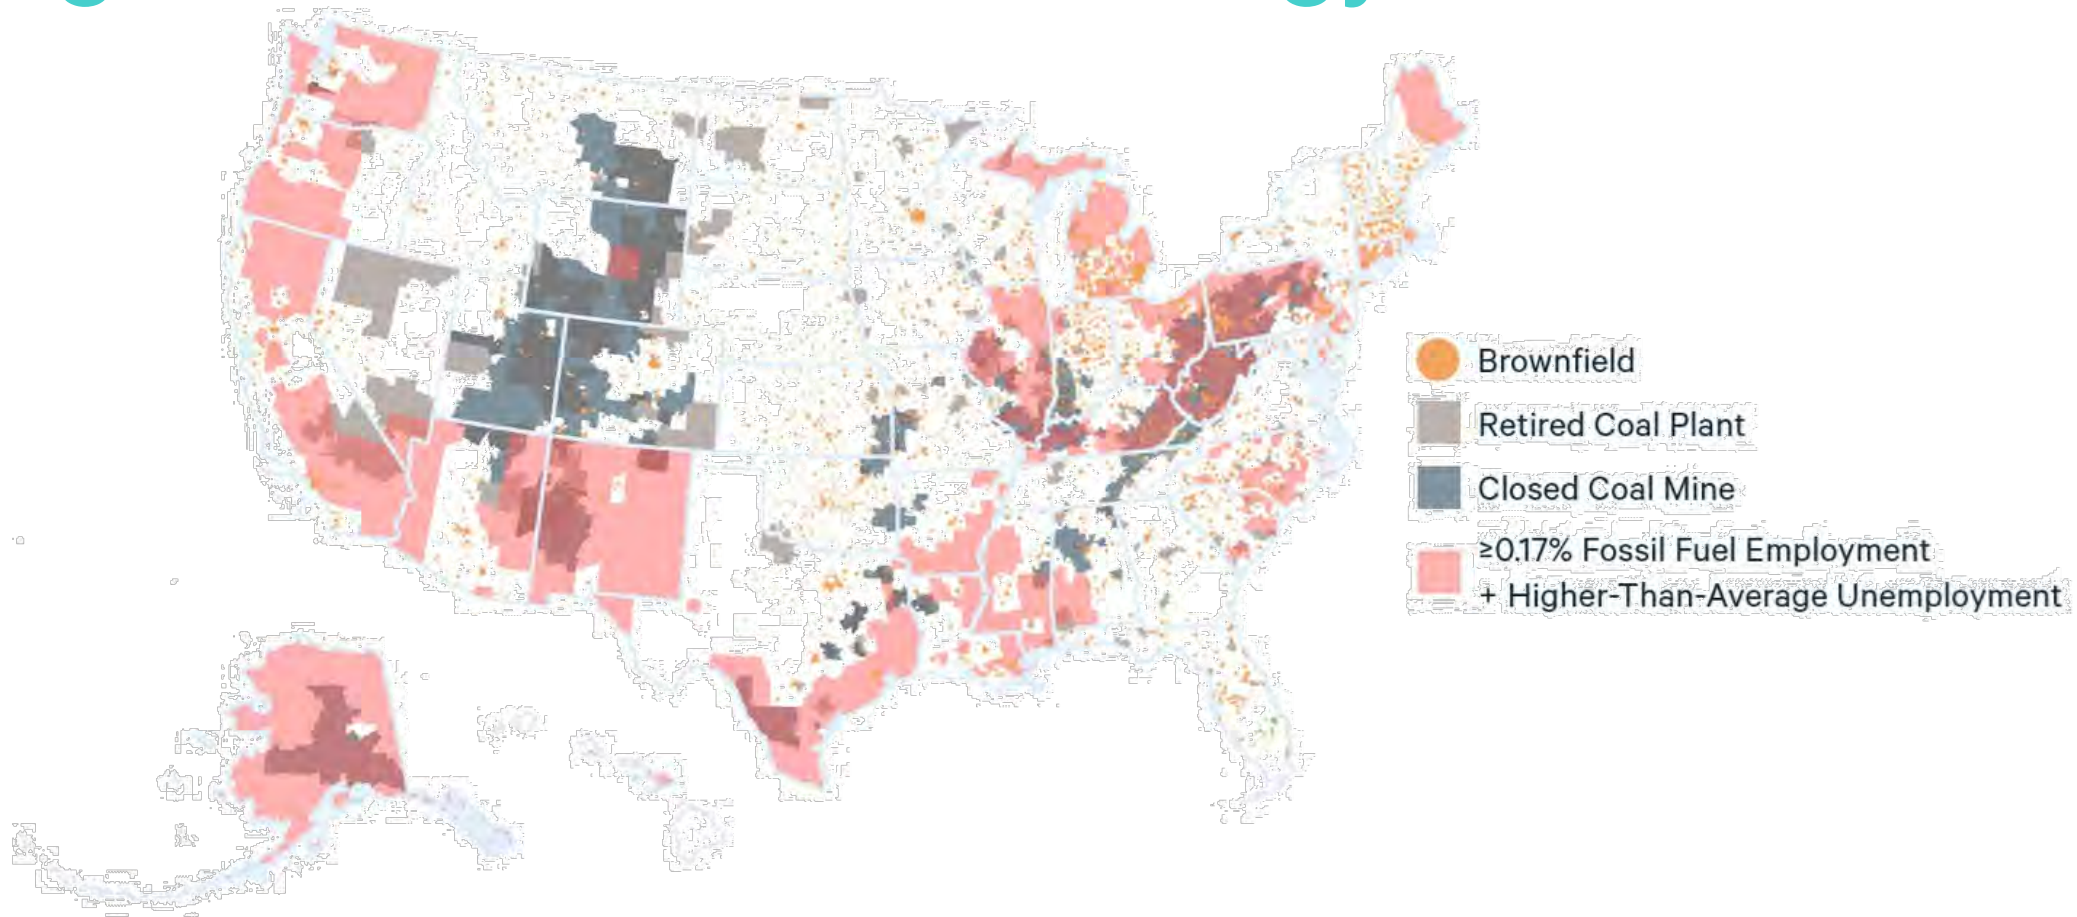 Brownfield
Retired Coal Plant
Closed Coal Mine
≥0.17% Fossil Fuel Employment
+ Higher-Than-Average Unemployment